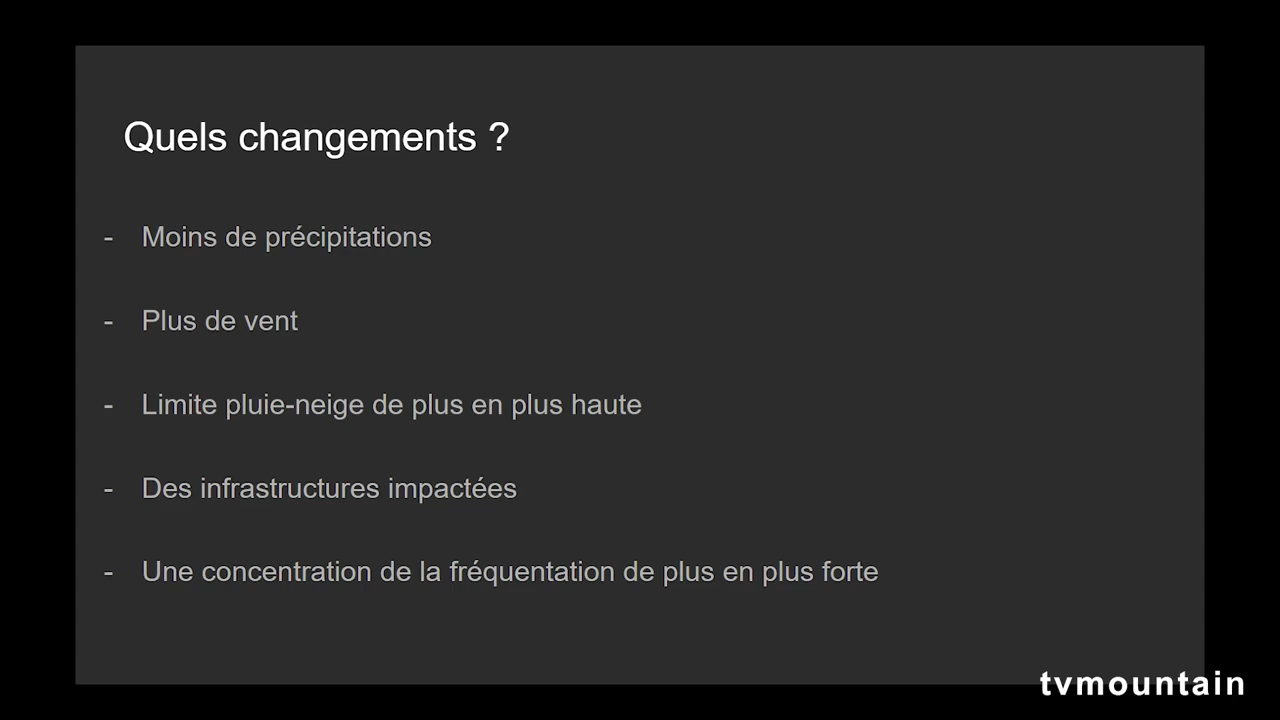 Quels changements ?
- Moins de précipitations
- Plus de vent
- Limite pluie-neige de plus en plus haute
- Des infrastructures impactées
- Une concentration de la fréquentation de plus en plus forte
tvmountain